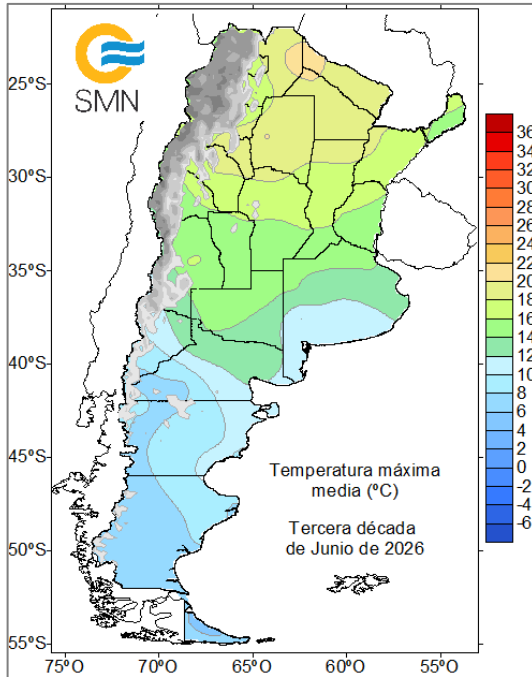 SMN
25°S
30°S
35°S
40°S
45°S
50°S
55°S
75°O
70°O
65°O
60°O
55°O
36
34
32
30
28
26
24
22
20
18
16
14
12
10
8
6
4
2
0
-2
-4
-6
Temperatura máxima
media (ºC)
Tercera década
de Junio de 2026